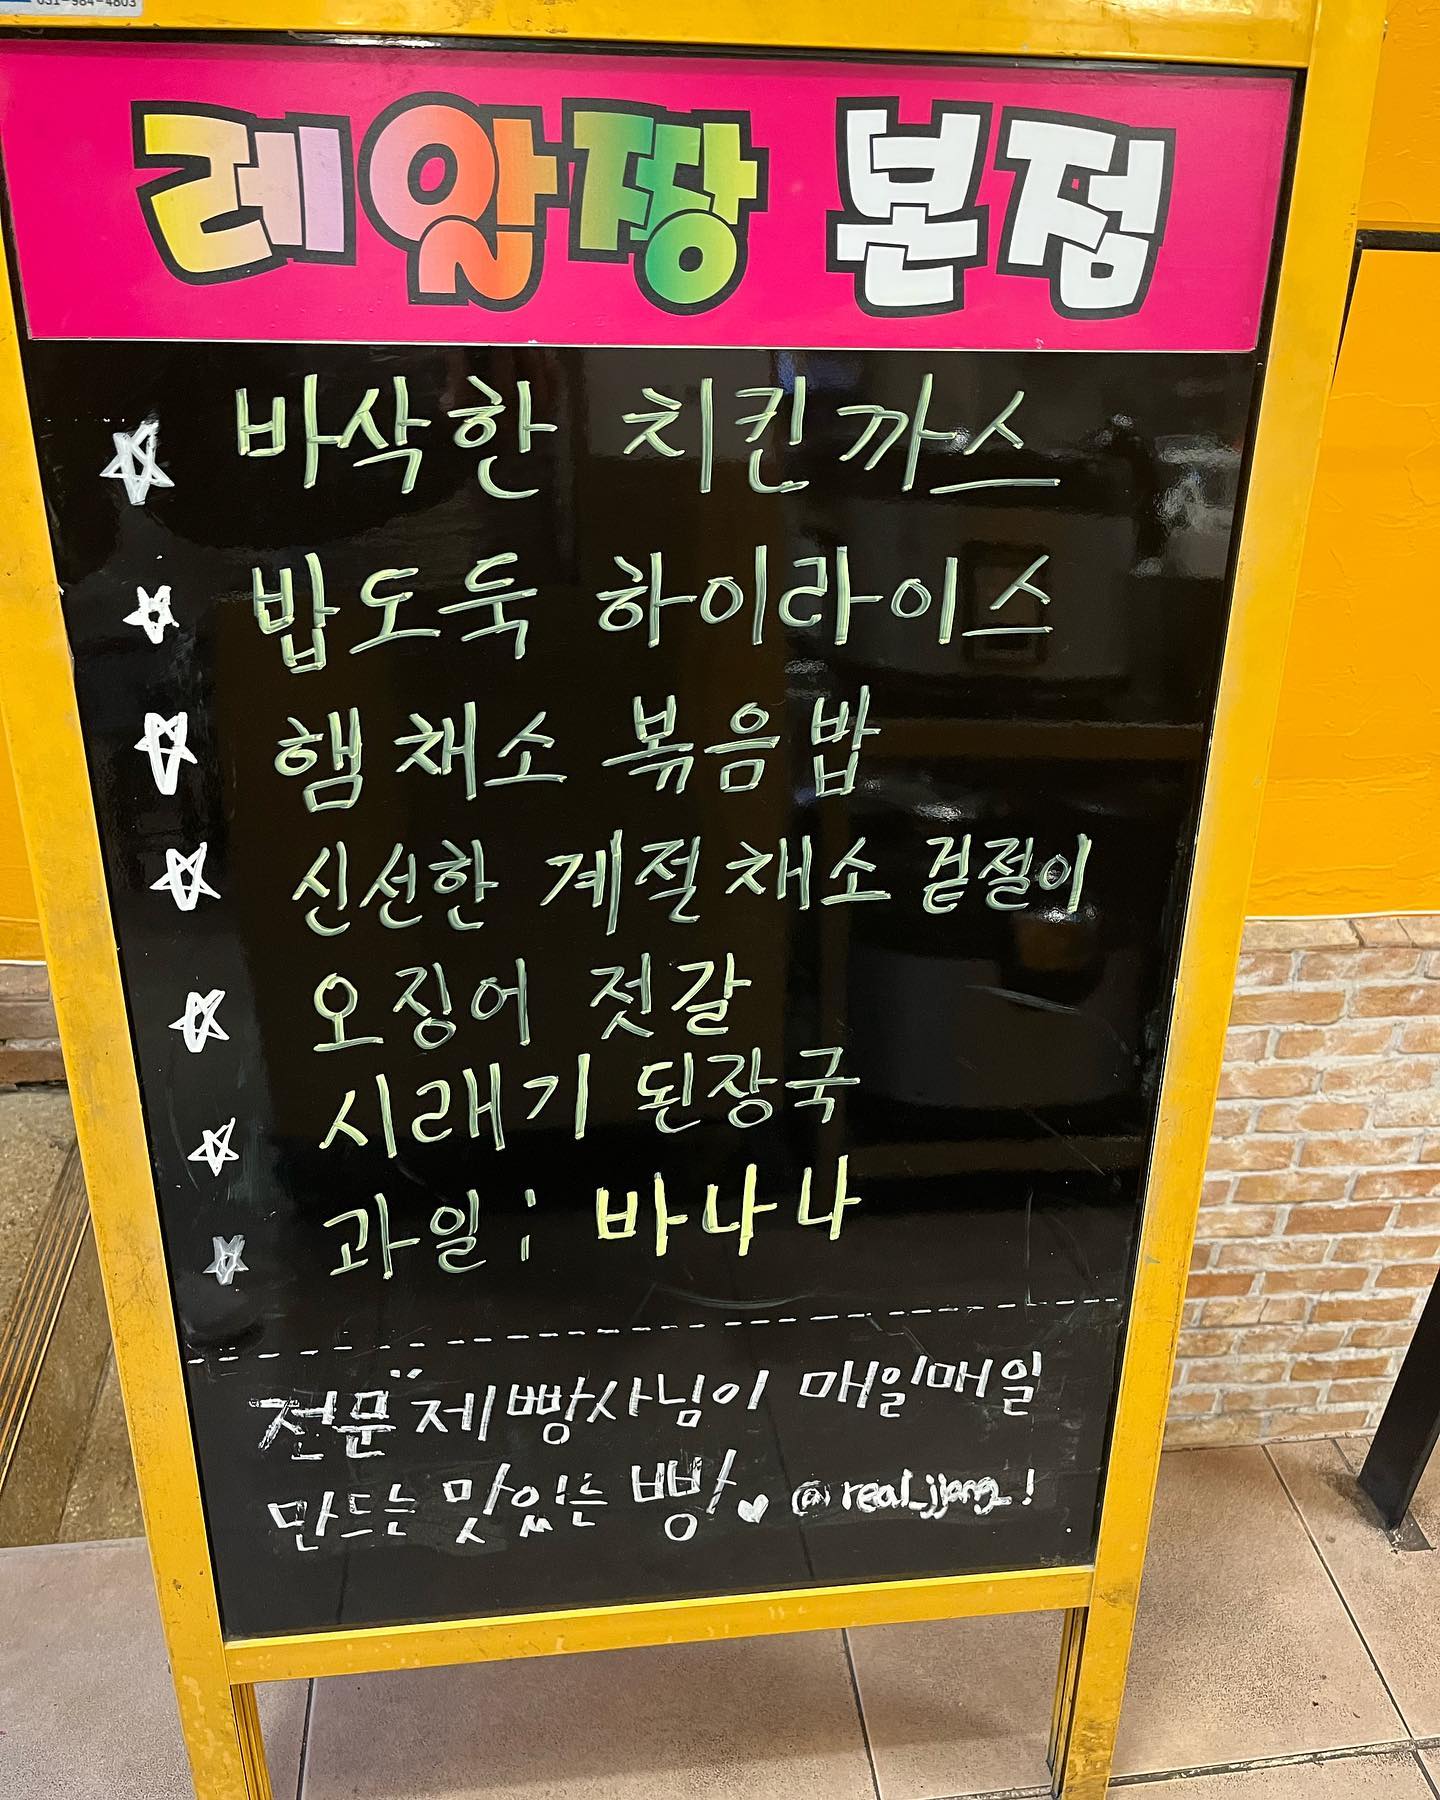 031-984-4803
레알짱 본점
바삭한 치킨까스
밥도둑 하이라이스
햄채소 볶음밥
신선한 계절채소 겉절이
오징어 젓갈
시래기 된장국
과일 ; 바나나
전문 제빵사님이 매일매일
만드는 맛있는 빵 ♥ @real_jjang_!